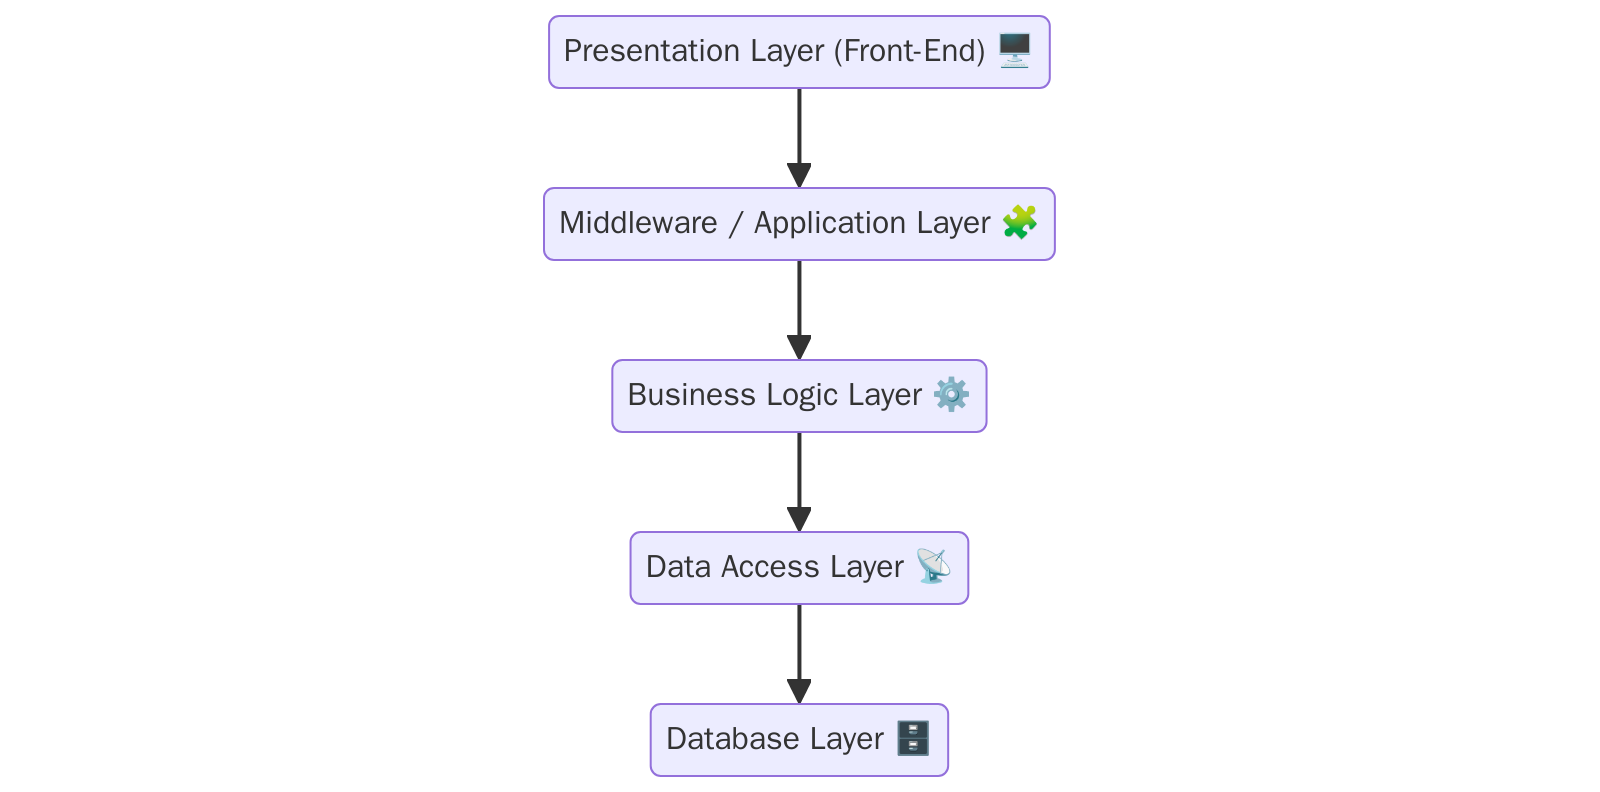 Presentation Layer (Front-End) 🖥️
Middleware / Application Layer 🧩
Business Logic Layer ⚙️
Data Access Layer 📡
Database Layer 🗄️